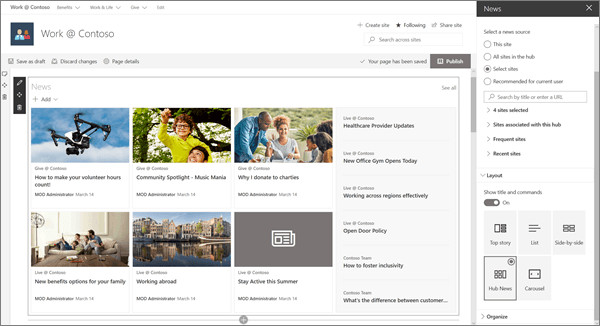 Work @ Contoso
Benefits
Work & Life
Give
Edit
Work @ Contoso
Create site
Following
Share site
Search across sites
Save as draft
Discard changes
Page details
Your page has been saved
Publish
News
See all
Add
Give @ Contoso
How to make your volunteer hours
count!
MOD Administrator March 14
Give @ Contoso
Community Spotlight - Music Mania
MOD Administrator March 14
Give @ Contoso
Why I donate to charties
MOD Administrator March 14
Live @ Contoso
New benefits options for your family
MOD Administrator March 14
Live @ Contoso
Working abroad
MOD Administrator March 14
Live @ Contoso
Stay Active this Summer
MOD Administrator March 14
Live @ Contoso
Healthcare Provider Updates
Live @ Contoso
New Office Gym Opens Today
Live @ Contoso
Working across regions effectively
Live @ Contoso
Open Door Policy
Contoso Team
How to foster inclusivity
Contoso Team
What's the difference between customer...
News
Select a news source
This site
All sites in the hub
Select sites
Recommended for current user
Search by title or enter a URL
4 sites selected
Sites associated with this hub
Frequent sites
Recent sites
Layout
Show title and commands
On
Top story
List
Side-by-side
Hub News
Carousel
Organize